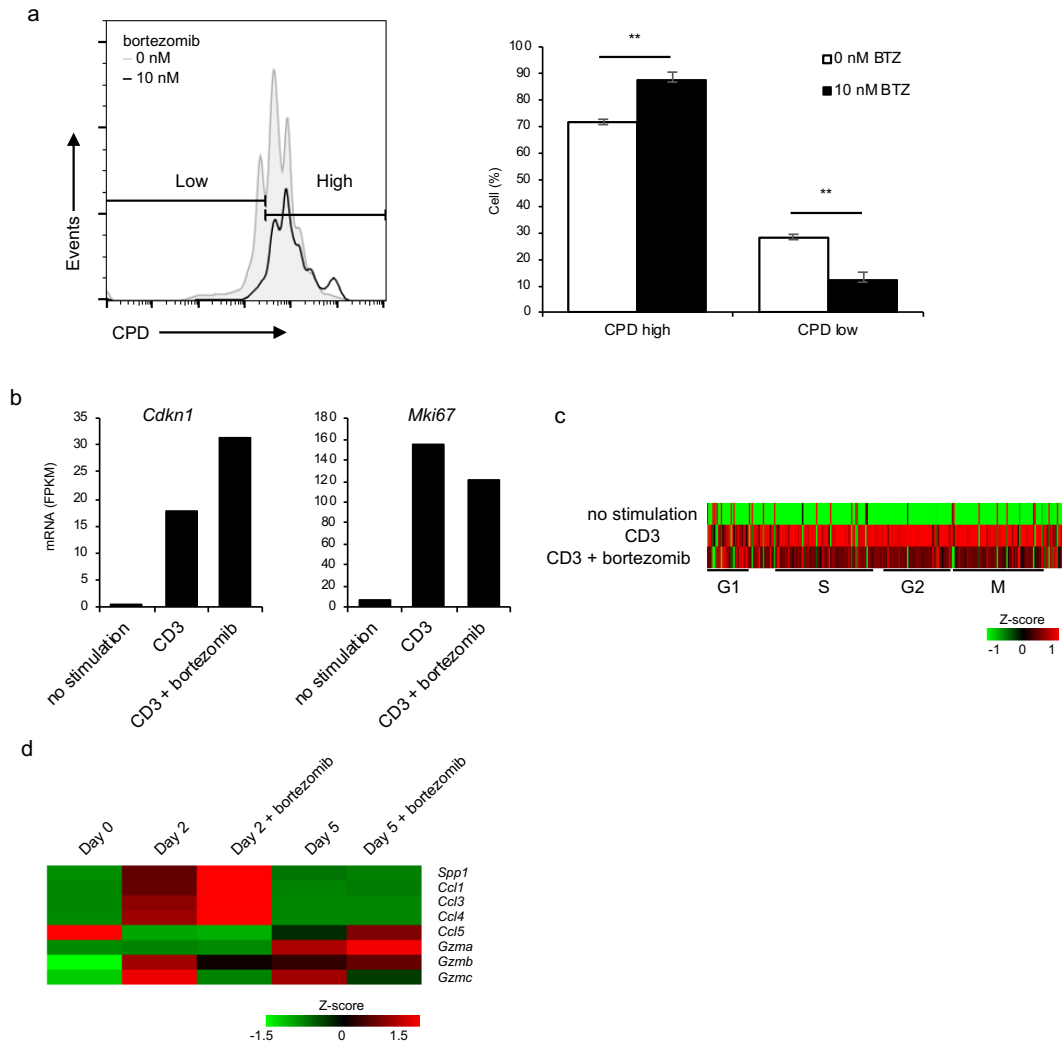 a
bortezomib
0 nM
10 nM
Low
High
Events
CPD
**
**
0 nM BTZ
10 nM BTZ
100
90
80
70
60
50
40
30
20
10
0
Cell (%)
CPD high
CPD low
b
Cdkn1
35
30
25
20
15
10
5
0
mRNA (FPKM)
no stimulation
CD3
CD3 + bortezomib
Mki67
180
160
140
120
100
80
60
40
20
0
no stimulation
CD3
CD3 + bortezomib
c
no stimulation
CD3
CD3 + bortezomib
G1 S G2 M
Z-score
-1 0 1
d
Day 0
Day 2
Day 2 + bortezomib
Day 5
Day 5 + bortezomib
Spp1
Ccl1
Ccl3
Ccl4
Ccl5
Gzma
Gzmb
Gzmc
Z-score
-1.5 0 1.5